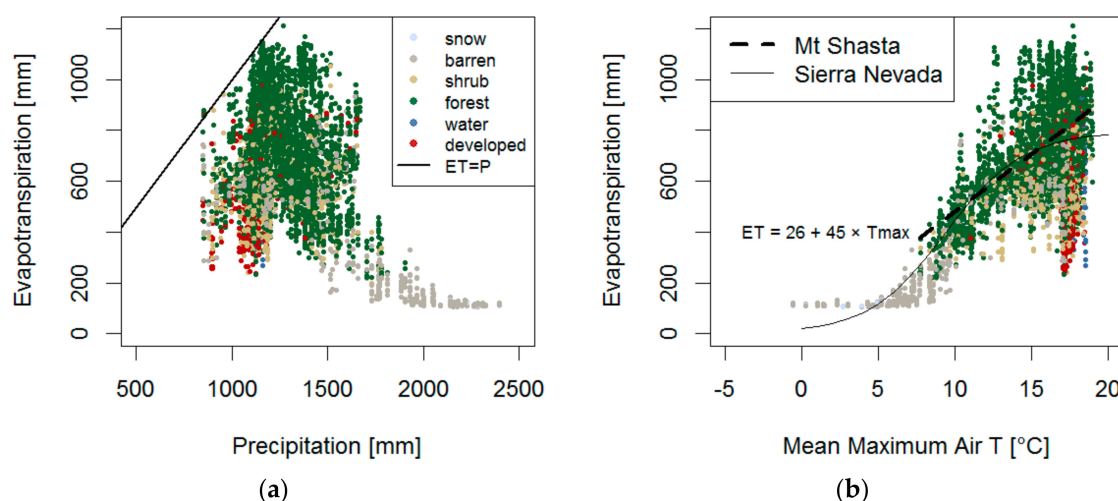 Evapotranspiration [mm]
0 200 600 1000
snow
barren
shrub
forest
water
developed
ET=P
500 1000 1500 2000 2500
Precipitation [mm]
(a)
Evapotranspiration [mm]
0 200 600 1000
Mt Shasta
Sierra Nevada
ET = 26 + 45 × Tmax
-5 0 5 10 15 20
Mean Maximum Air T [°C]
(b)